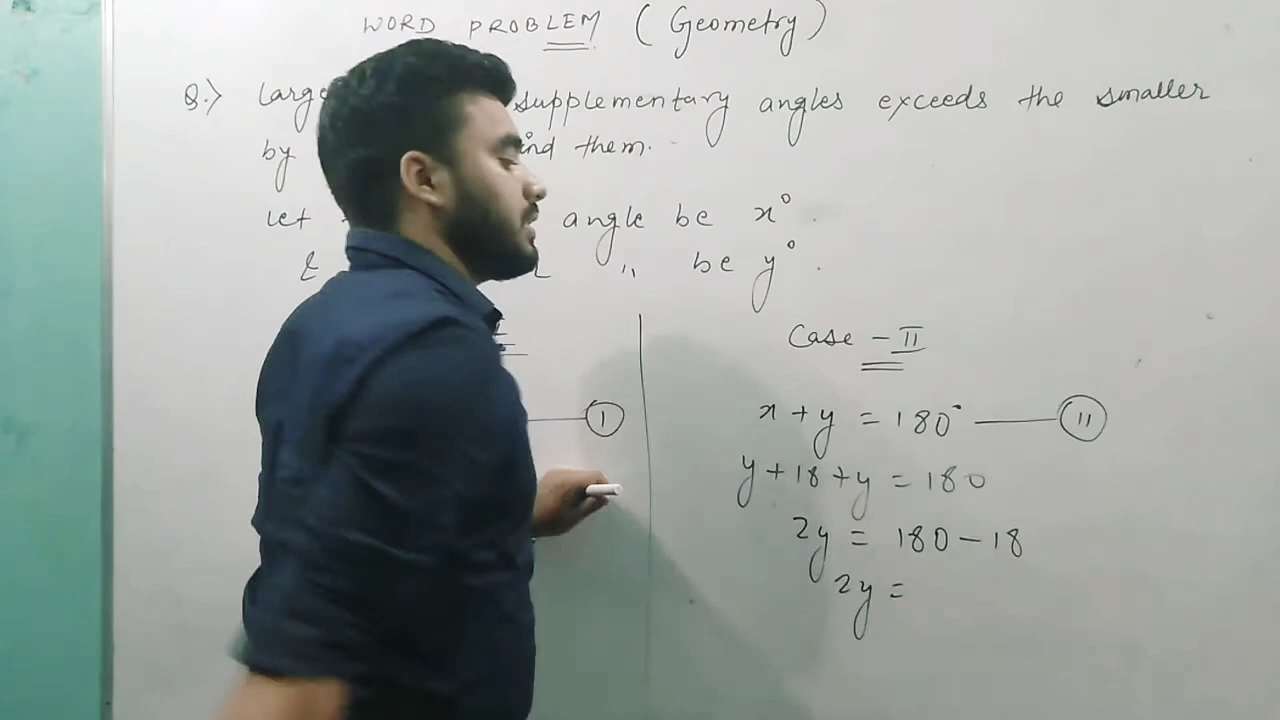 WORD PROBLEM (Geometry)
Q.) Large supplementary angles exceeds the smaller
by find them.
Let angle be x°.
& " be y°.
I
Case - II
x + y = 180° II
y + 18 + y = 180
2y = 180 - 18
2y =